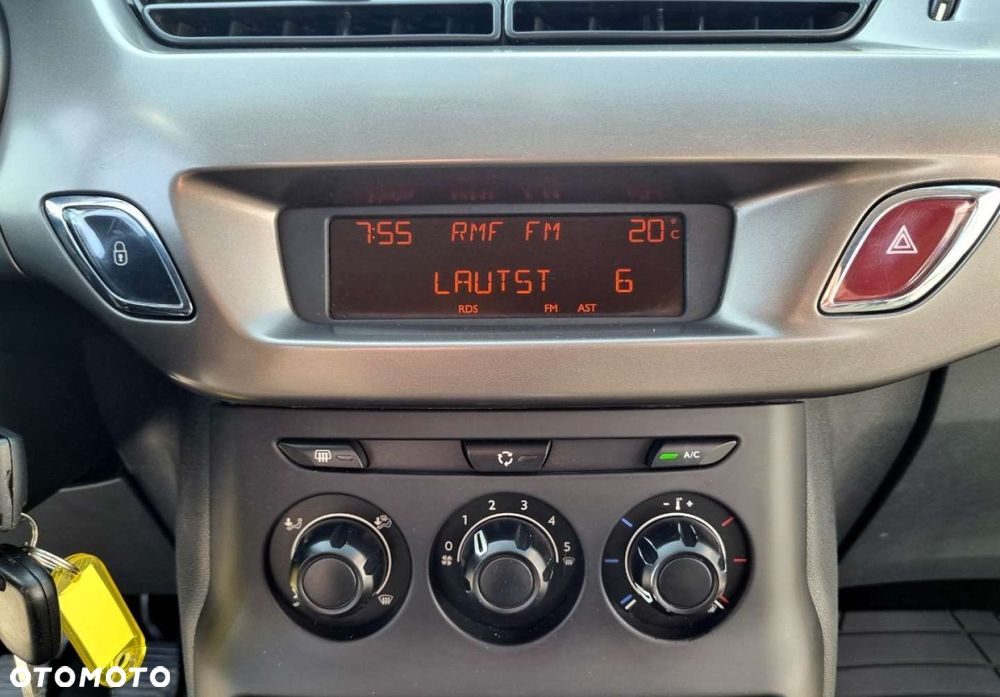 7:55 RMF FM 20°C
LAUTST 6
RDS FM AST
A/C
- +
0 1 2 3 4 5
OTOMOTO